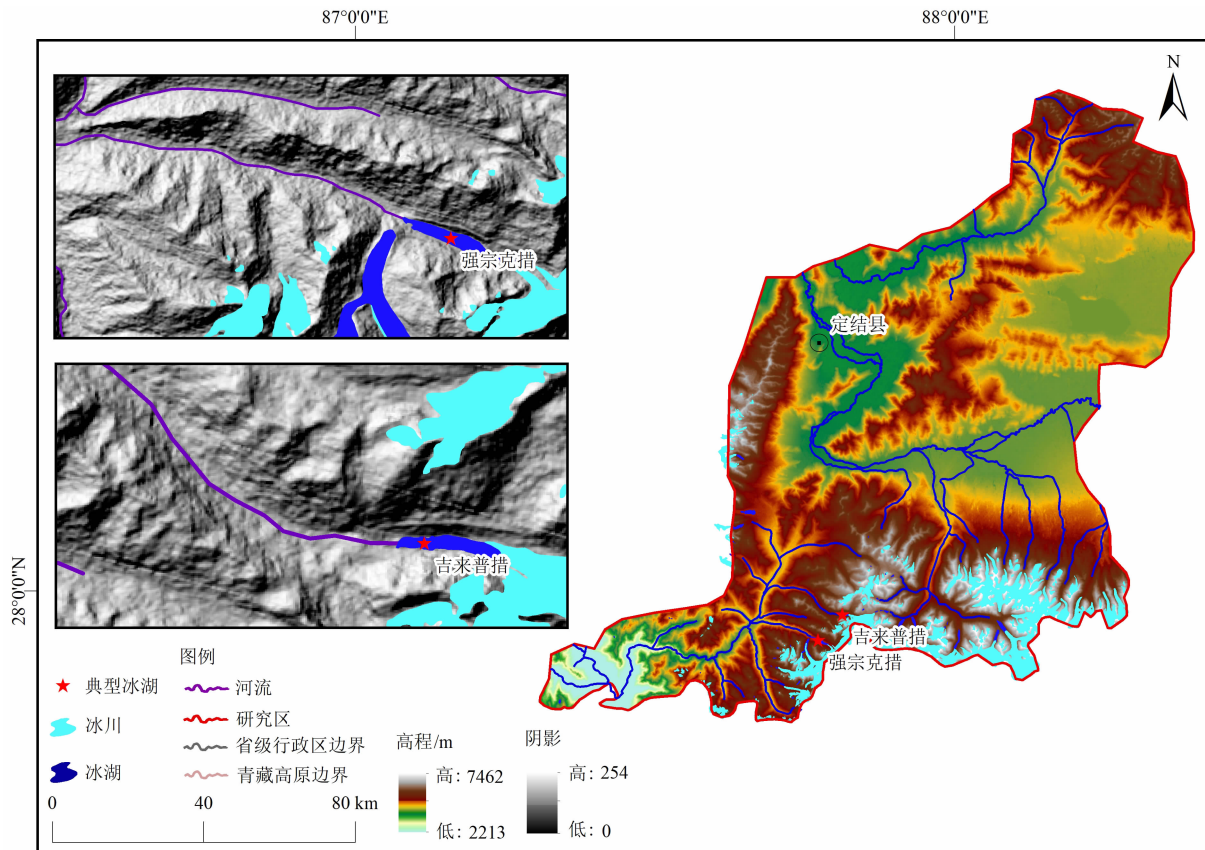 87°0'0"E
88°0'0"E
N
强宗克措
定结县
吉来普措
28°0'0"N
吉来普措
强宗克措
图例
典型冰湖
河流
冰川
研究区
省级行政区边界
冰湖
青藏高原边界
高程/m
高: 7462
低: 2213
阴影
高: 254
低: 0
0 40 80 km